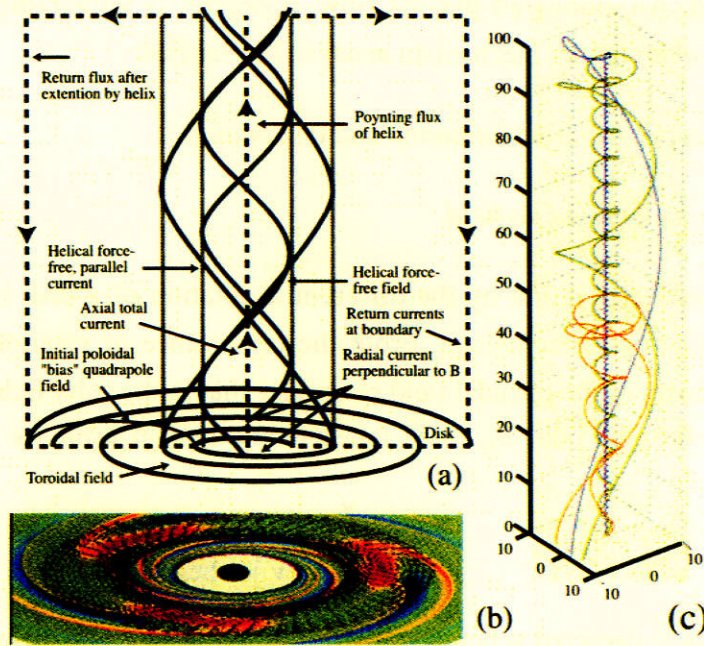 Return flux after
extention by helix
Poynting flux
of helix
Helical force-
free, parallel
current
Helical force-
free field
Axial total
current
Return currents
at boundary
Initial poloidal
"bias" quadrapole
field
Radial current
perpendicular to B
Disk
Toroidal field
(a)
(b)
100
90
80
70
60
50
40
30
20
10
0
10
0
10
10
0
10
(c)